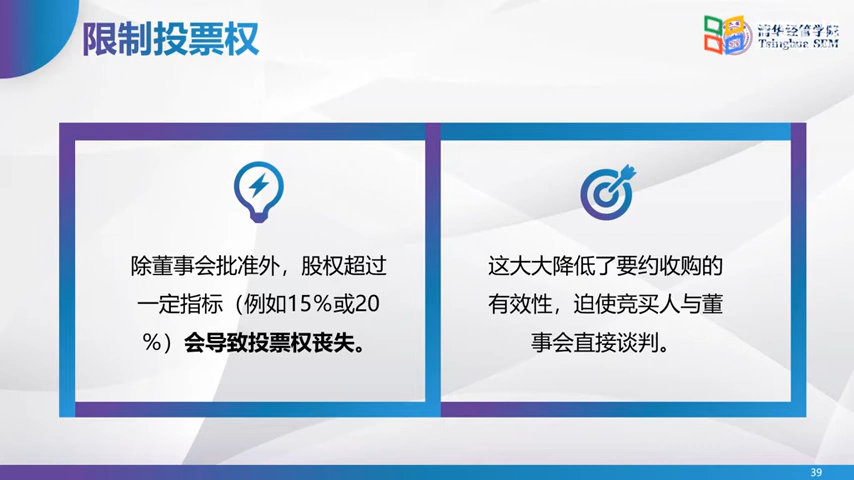 限制投票权
清华经管学院
Tsinghua SEM
除董事会批准外，股权超过
一定指标（例如15%或20
%）会导致投票权丧失。
这大大降低了要约收购的
有效性，迫使竞买人与董
事会直接谈判。
39